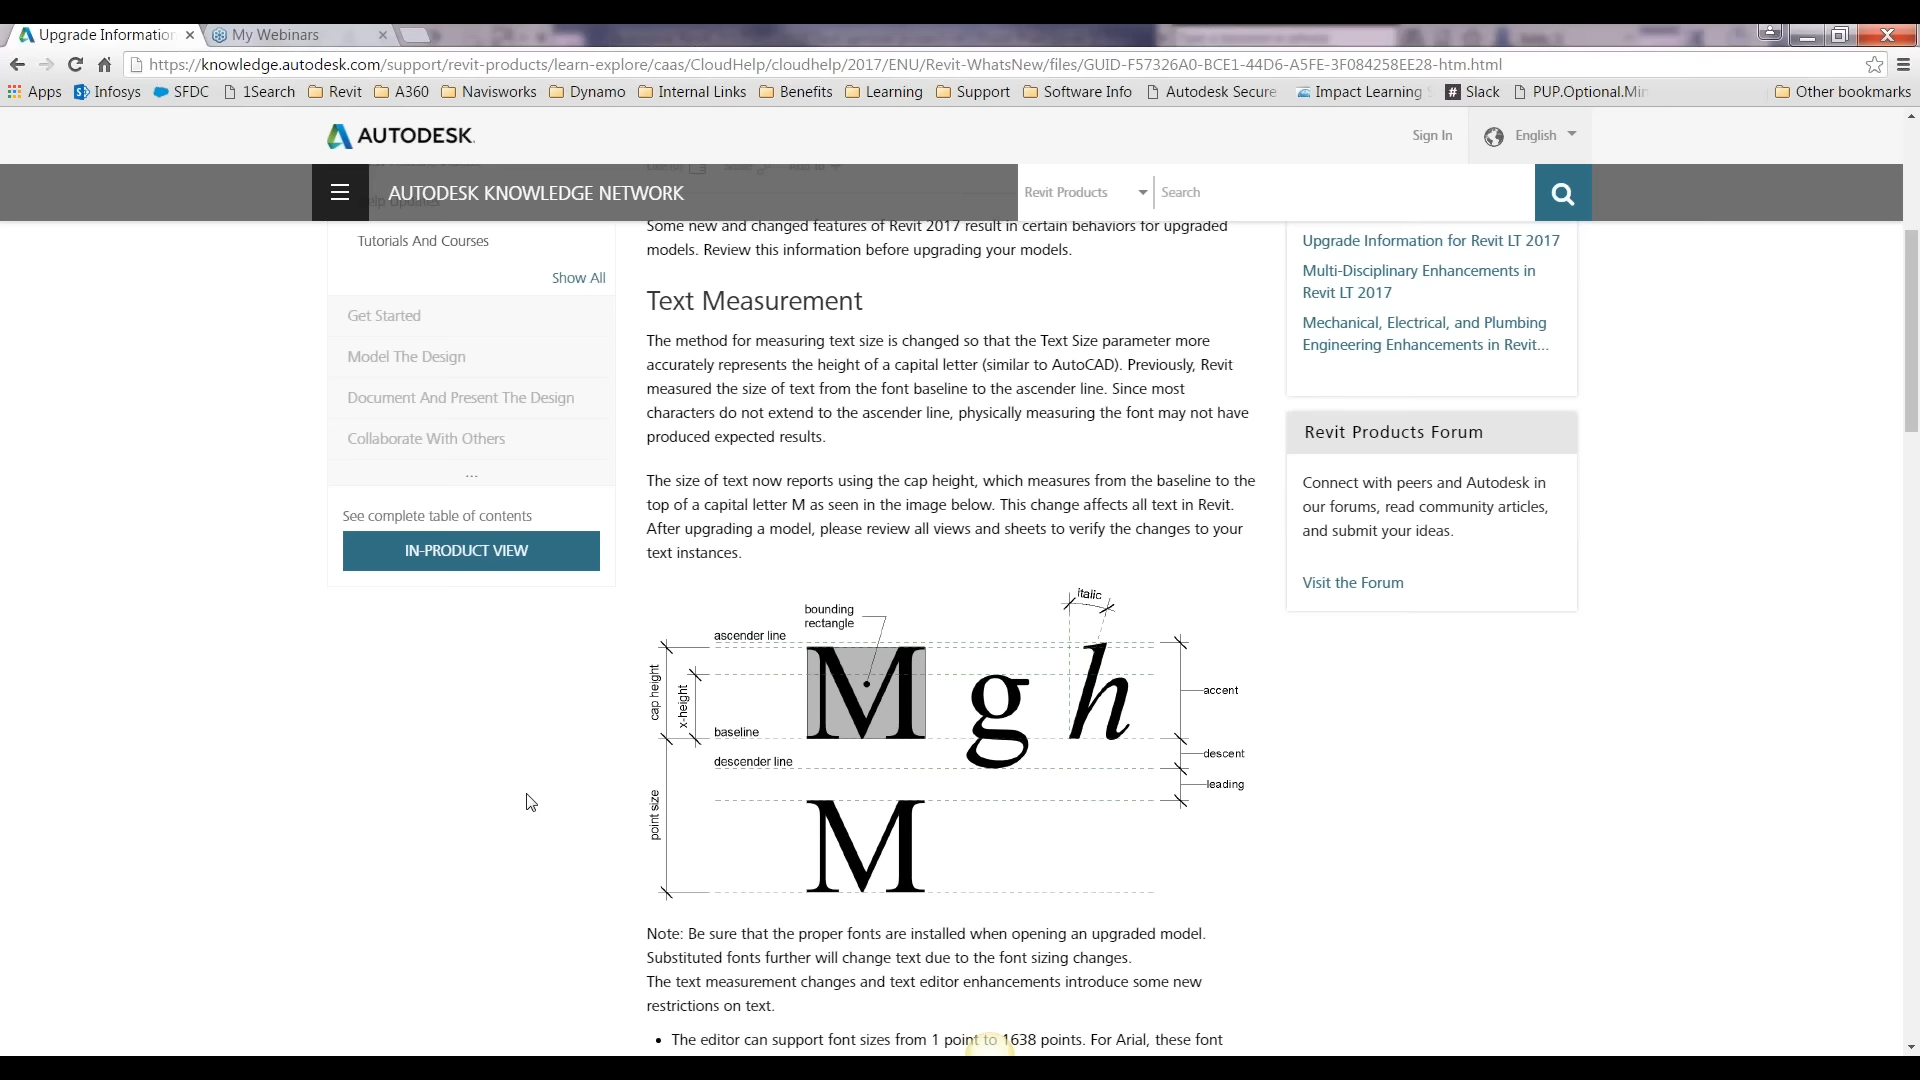 Upgrade Information
My Webinars
https://knowledge.autodesk.com/support/revit-products/learn-explore/caas/CloudHelp/cloudhelp/2017/ENU/Revit-WhatsNew/files/GUID-F57326A0-BCE1-44D6-A5FE-3F084258EE28-htm.html
Apps Infosys SFDC 1Search Revit A360 Navisworks Dynamo Internal Links Benefits Learning Support Software Info Autodesk Secure Impact Learning Slack PUP.Optional.Min Other bookmarks
AUTODESK.
Sign In
English
AUTODESK KNOWLEDGE NETWORK
Revit Products
Search
Tutorials And Courses
Show All
Get Started
Model The Design
Document And Present The Design
Collaborate With Others
...
See complete table of contents
IN-PRODUCT VIEW
Some new and changed features of Revit 2017 result in certain behaviors for upgraded
models. Review this information before upgrading your models.
Text Measurement
The method for measuring text size is changed so that the Text Size parameter more
accurately represents the height of a capital letter (similar to AutoCAD). Previously, Revit
measured the size of text from the font baseline to the ascender line. Since most
characters do not extend to the ascender line, physically measuring the font may not have
produced expected results.
The size of text now reports using the cap height, which measures from the baseline to the
top of a capital letter M as seen in the image below. This change affects all text in Revit.
After upgrading a model, please review all views and sheets to verify the changes to your
text instances.
bounding
rectangle
italic
ascender line
cap height
x-height
baseline
descender line
point size
M g h
M
accent
descent
leading
Note: Be sure that the proper fonts are installed when opening an upgraded model.
Substituted fonts further will change text due to the font sizing changes.
The text measurement changes and text editor enhancements introduce some new
restrictions on text.
• The editor can support font sizes from 1 point to 1638 points. For Arial, these font
Upgrade Information for Revit LT 2017
Multi-Disciplinary Enhancements in
Revit LT 2017
Mechanical, Electrical, and Plumbing
Engineering Enhancements in Revit...
Revit Products Forum
Connect with peers and Autodesk in
our forums, read community articles,
and submit your ideas.
Visit the Forum